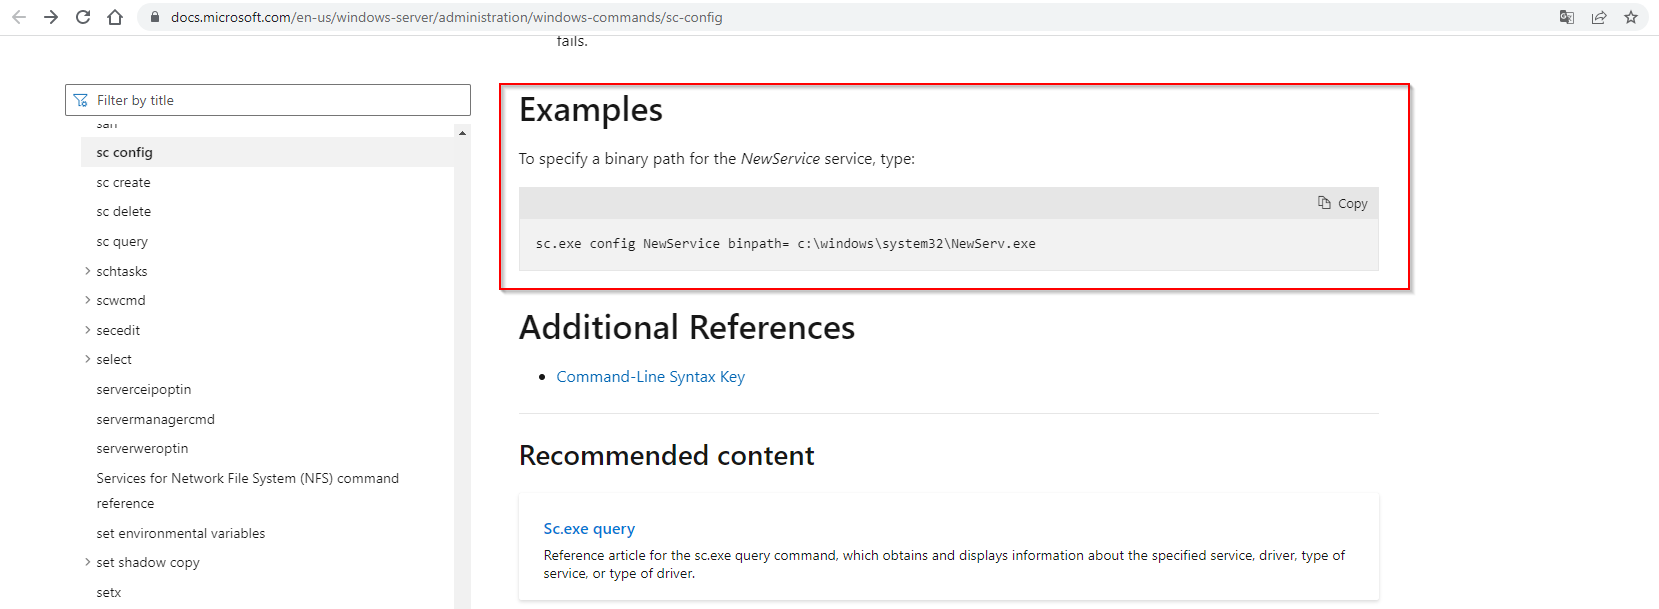 docs.microsoft.com/en-us/windows-server/administration/windows-commands/sc-config
fails.
Filter by title
san
sc config
sc create
sc delete
sc query
schtasks
scwcmd
secedit
select
serverceipoptin
servermanagercmd
serverweroptin
Services for Network File System (NFS) command
reference
set environmental variables
set shadow copy
setx
Examples
To specify a binary path for the NewService service, type:
Copy
sc.exe config NewService binpath= c:\windows\system32\NewServ.exe
Additional References
Command-Line Syntax Key
Recommended content
Sc.exe query
Reference article for the sc.exe query command, which obtains and displays information about the specified service, driver, type of
service, or type of driver.